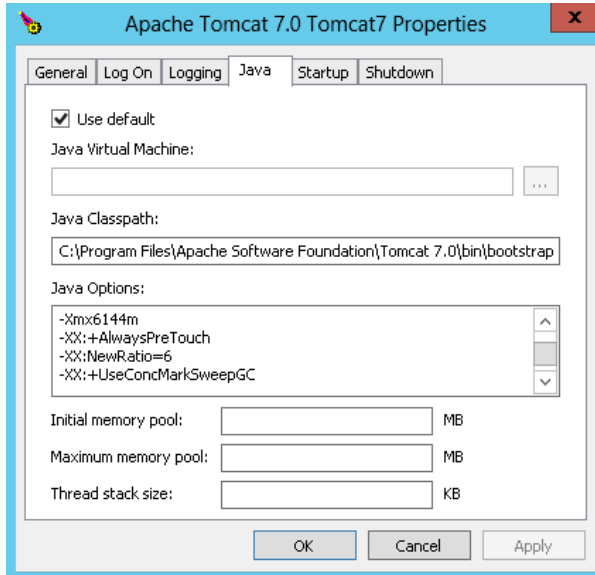 Apache Tomcat 7.0 Tomcat7 Properties
x
General Log On Logging Java Startup Shutdown
Use default
Java Virtual Machine:
...
Java Classpath:
C:\Program Files\Apache Software Foundation\Tomcat 7.0\bin\bootstrap
Java Options:
-Xmx6144m
-XX:+AlwaysPreTouch
-XX:NewRatio=6
-XX:+UseConcMarkSweepGC
Initial memory pool: MB
Maximum memory pool: MB
Thread stack size: KB
OK Cancel Apply